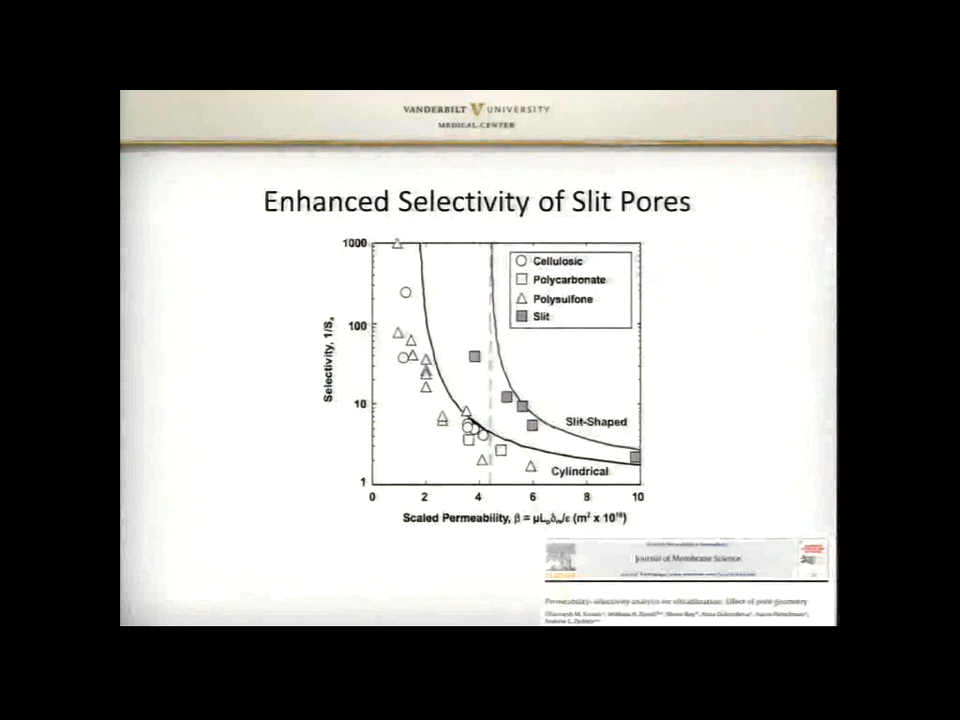 VANDERBILT V UNIVERSITY
MEDICAL CENTER
Enhanced Selectivity of Slit Pores
1000
100
10
1
0 2 4 6 8 10
Selectivity, 1/Sₐ
Cellulosic
Polycarbonate
Polysulfone
Slit
Slit-Shaped
Cylindrical
Scaled Permeability, β = μLₚδₘ/ε (m² x 10¹⁸)
Journal of Membrane Science
Permeability–selectivity analysis for ultrafiltration: Effect of pore geometry